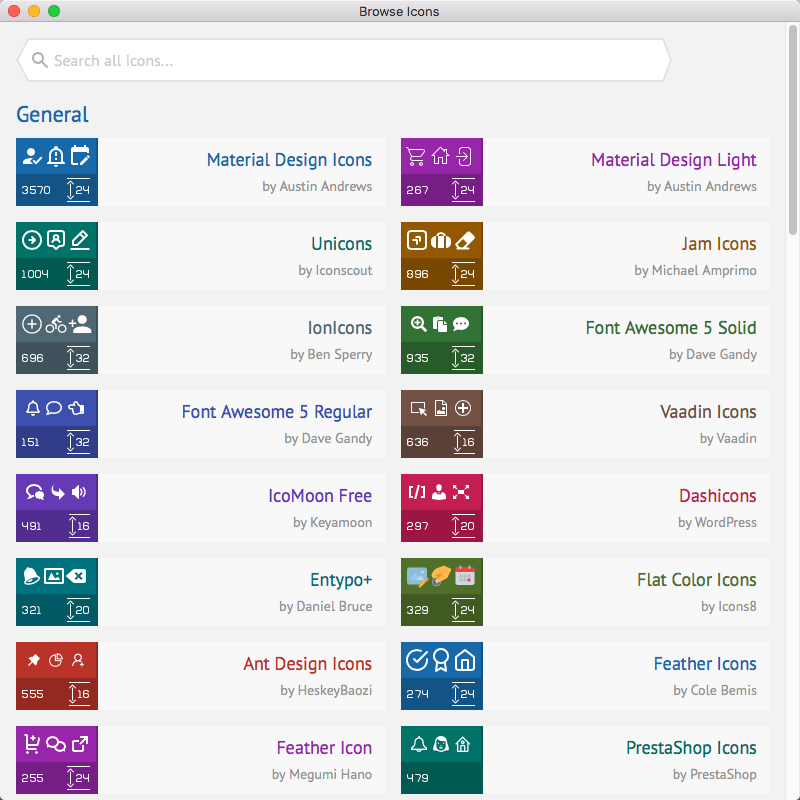 Browse Icons
Search all icons...
General
Material Design Icons
by Austin Andrews
3570 24
Material Design Light
by Austin Andrews
267 24
Unicons
by Iconscout
1004 24
Jam Icons
by Michael Amprimo
896 24
IonIcons
by Ben Sperry
696 32
Font Awesome 5 Solid
by Dave Gandy
935 32
Font Awesome 5 Regular
by Dave Gandy
151 32
Vaadin Icons
by Vaadin
636 16
IcoMoon Free
by Keyamoon
491 16
Dashicons
by WordPress
297 20
Entypo+
by Daniel Bruce
321 20
Flat Color Icons
by Icons8
329 24
Ant Design Icons
by HeskeyBaozi
555 16
Feather Icons
by Cole Bemis
274 24
Feather Icon
by Megumi Hano
255 24
PrestaShop Icons
by PrestaShop
479